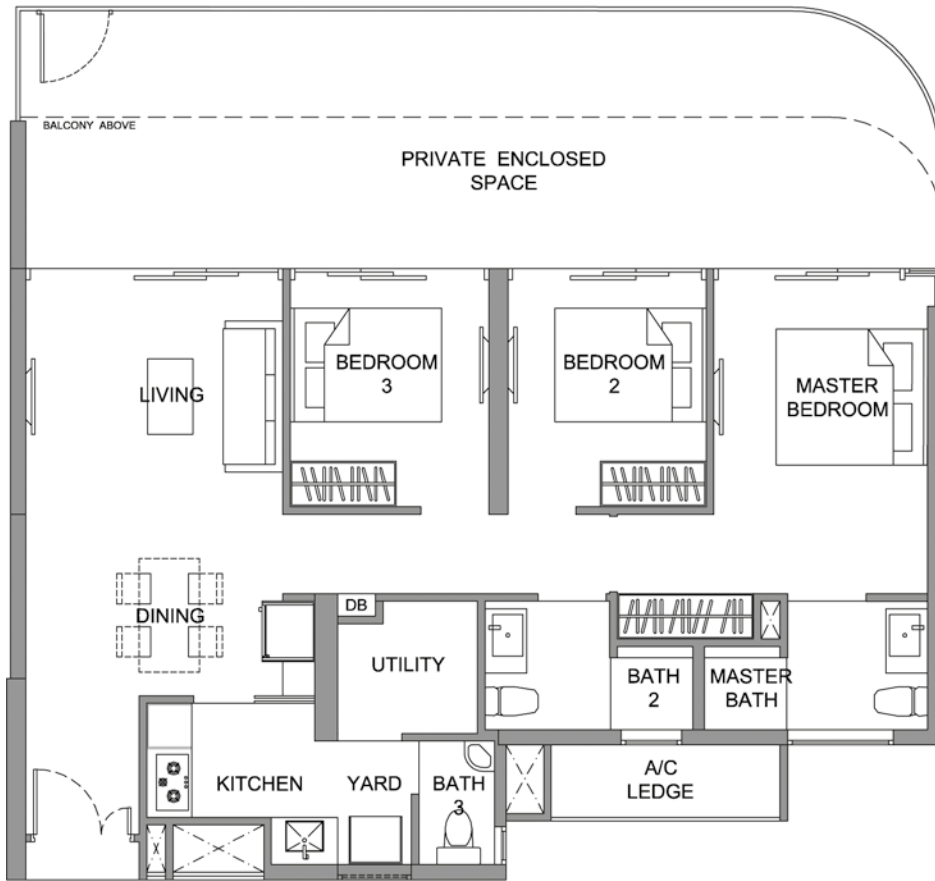 BALCONY ABOVE
PRIVATE ENCLOSED
SPACE
LIVING
BEDROOM
3
BEDROOM
2
MASTER
BEDROOM
DINING
DB
UTILITY
BATH
2
MASTER
BATH
KITCHEN
YARD
BATH
3
A/C
LEDGE